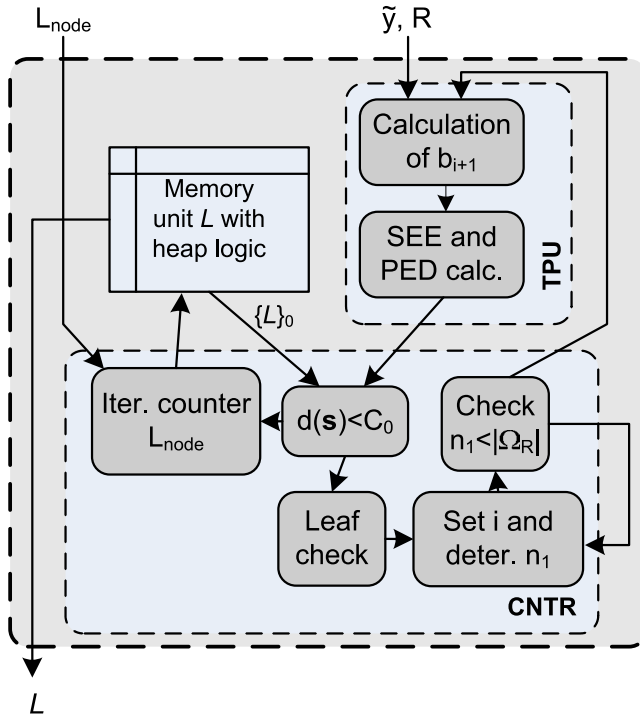 L_node
ỹ, R
Calculation
of b_i+1
Memory
unit L with
heap logic
SEE and
PED calc.
TPU
{L}_0
Iter. counter
L_node
d(s)<C_0
Check
n_1<|Ω_R|
Leaf
check
Set i and
deter. n_1
CNTR
L